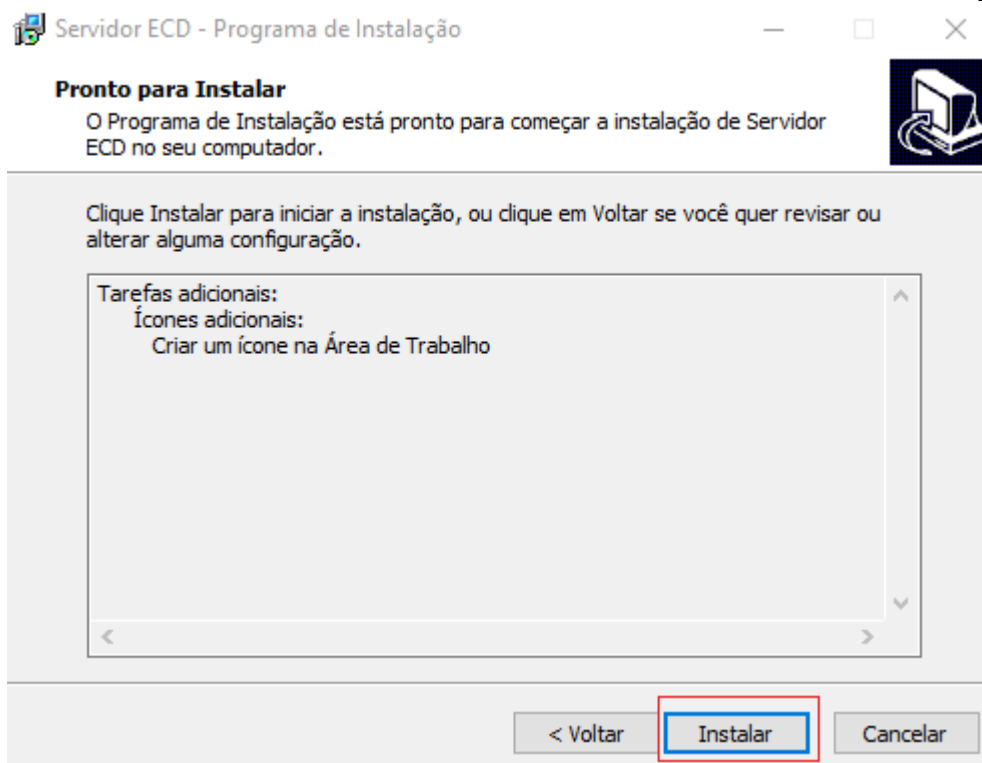 Servidor ECD - Programa de Instalação
Pronto para Instalar
O Programa de Instalação está pronto para começar a instalação de Servidor
ECD no seu computador.
Clique Instalar para iniciar a instalação, ou clique em Voltar se você quer revisar ou
alterar alguma configuração.
Tarefas adicionais:
Ícones adicionais:
Criar um ícone na Área de Trabalho
< Voltar
Instalar
Cancelar